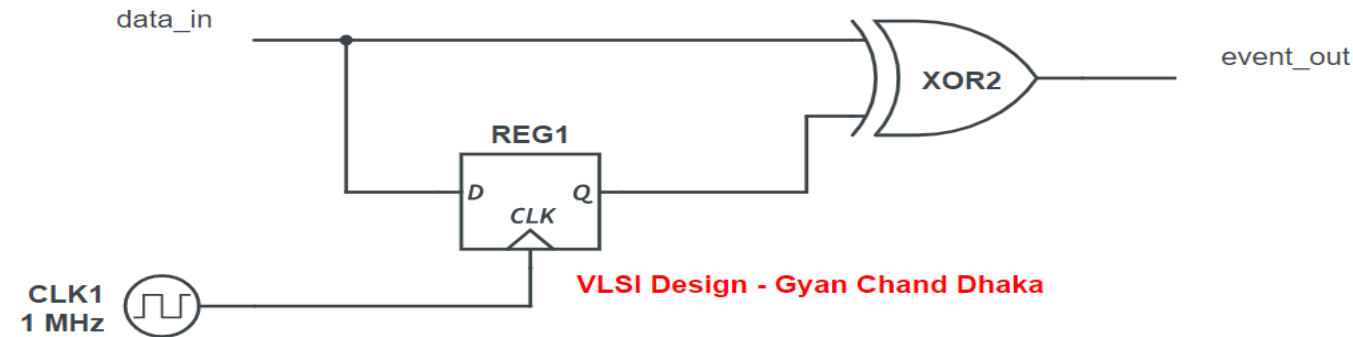 data_in
event_out
XOR2
REG1
D
Q
CLK
VLSI Design - Gyan Chand Dhaka
CLK1
1 MHz